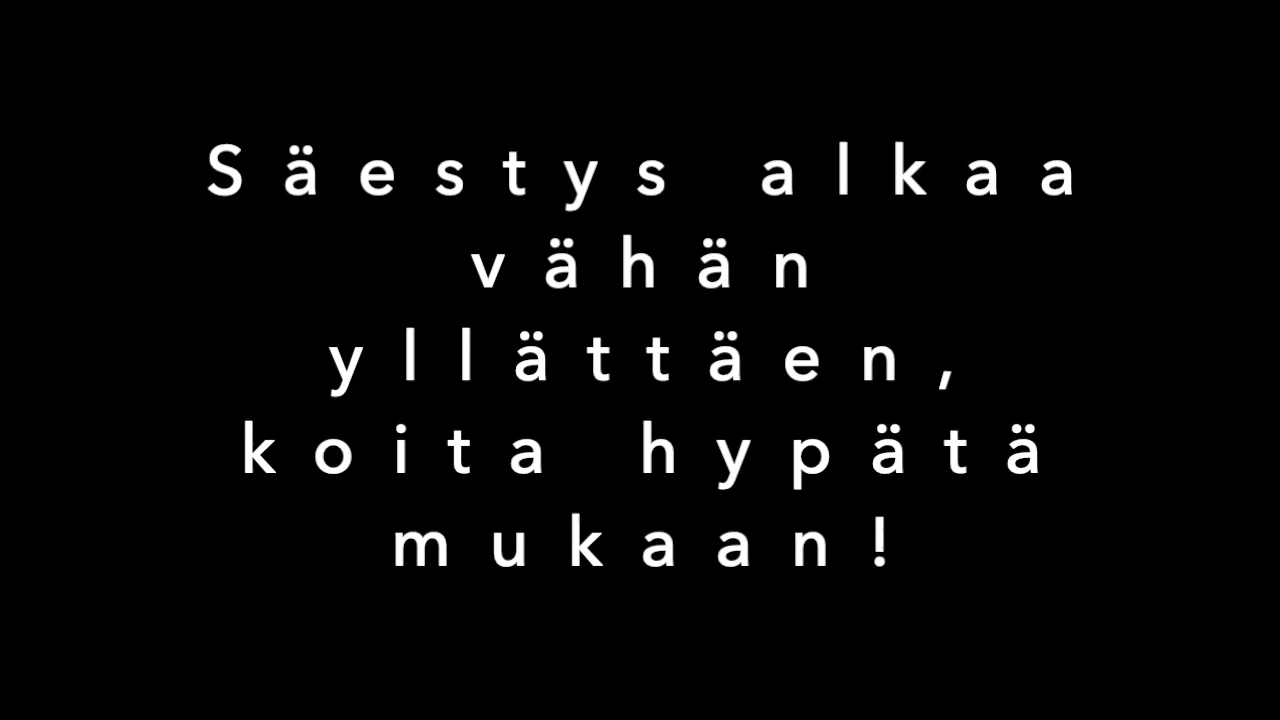 Säestys alkaa
vähän
yllättäen,
koita hypätä
mukaan!